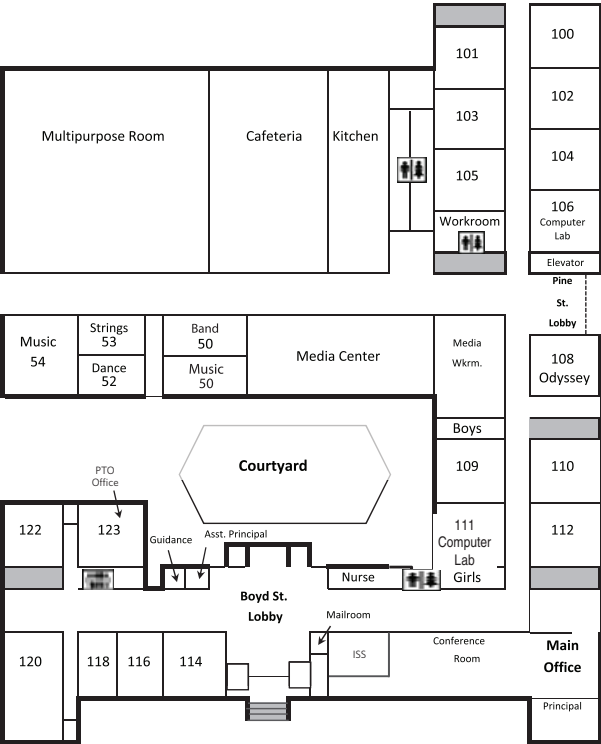 100
101
102
103
Multipurpose Room
Cafeteria
Kitchen
104
105
106
Computer
Lab
Workroom
Elevator
Pine
St.
Lobby
Music
54
Strings
53
Dance
52
Band
50
Music
50
Media Center
Media
Wkrm.
108
Odyssey
Boys
Courtyard
109
110
PTO
Office
122
123
Guidance
Asst. Principal
111
Computer
Lab
Girls
112
Nurse
Boyd St.
Lobby
Mailroom
120
118
116
114
ISS
Conference
Room
Main
Office
Principal